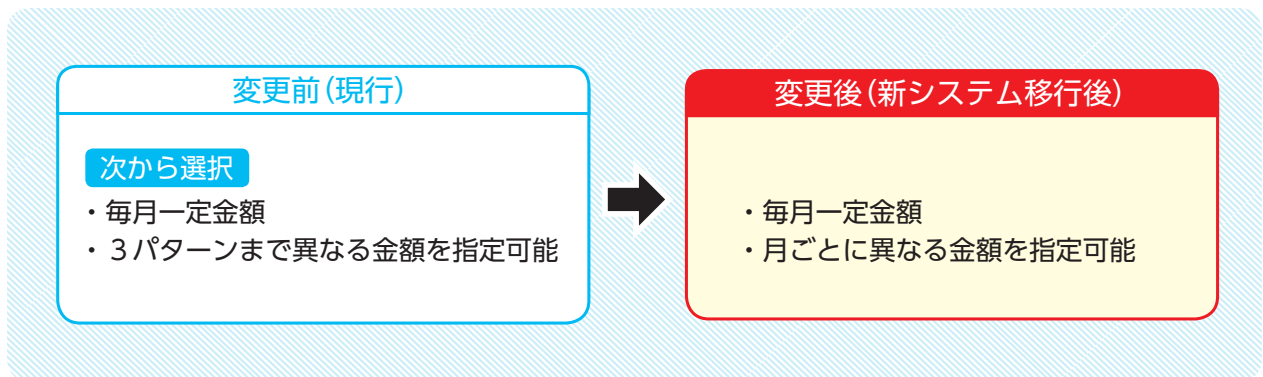 変更前(現行)
次から選択
・毎月一定金額
・３パターンまで異なる金額を指定可能
変更後(新システム移行後)
・毎月一定金額
・月ごとに異なる金額を指定可能